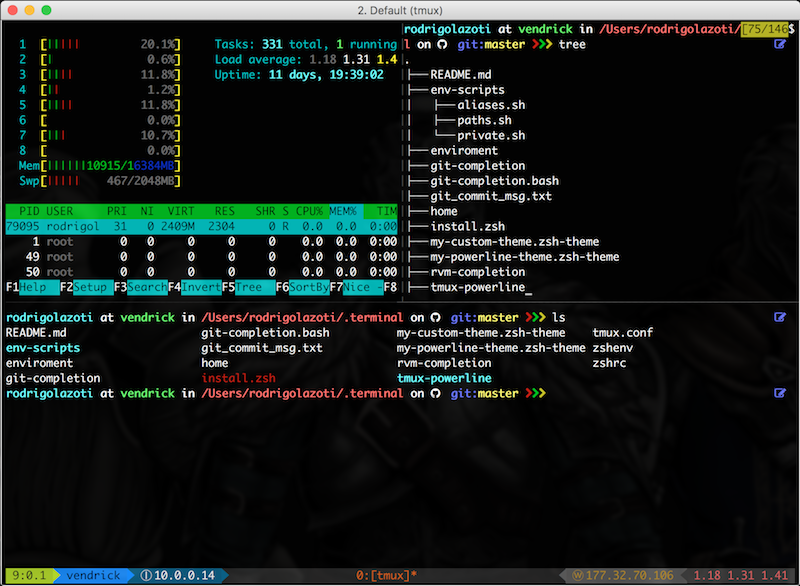 2. Default (tmux)
1 [||||| 20.1%]
2 [| 0.6%]
3 [|||| 11.8%]
4 [| 1.2%]
5 [|||| 11.8%]
6 [ 0.0%]
7 [||| 10.7%]
8 [ 0.0%]
Mem[||||||10915/16384MB]
Swp[||||| 467/2048MB]
Tasks: 331 total, 1 running
Load average: 1.18 1.31 1.4
Uptime: 11 days, 19:39:02
PID USER PRI NI VIRT RES SHR S CPU% MEM% TIM
79095 rodrigol 31 0 2409M 2304 0 R 0.0 0.0 0:00
1 root 0 0 0 0 0 0.0 0.0 0:00
49 root 0 0 0 0 0 0.0 0.0 0:00
50 root 0 0 0 0 0 0.0 0.0 0:00
F1Help F2Setup F3SearchF4InvertF5Tree F6SortByF7Nice F8
rodrigolazoti at vendrick in /Users/rodrigolazoti/[75/146$
l on git:master ❯❯❯ tree
.
├──README.md
├──env-scripts
│ ├──aliases.sh
│ ├──paths.sh
│ └──private.sh
├──enviroment
├──git-completion
├──git-completion.bash
├──git_commit_msg.txt
├──home
├──install.zsh
├──my-custom-theme.zsh-theme
├──my-powerline-theme.zsh-theme
├──rvm-completion
├──tmux-powerline_
rodrigolazoti at vendrick in /Users/rodrigolazoti/.terminal on git:master ❯❯❯ ls
README.md git-completion.bash my-custom-theme.zsh-theme tmux.conf
env-scripts git_commit_msg.txt my-powerline-theme.zsh-theme zshenv
enviroment home rvm-completion zshrc
git-completion install.zsh tmux-powerline
rodrigolazoti at vendrick in /Users/rodrigolazoti/.terminal on git:master ❯❯❯
9:0.1 vendrick Ⓘ 10.0.0.14 0:[tmux]* ⓦ 177.32.70.106 1.18 1.31 1.41